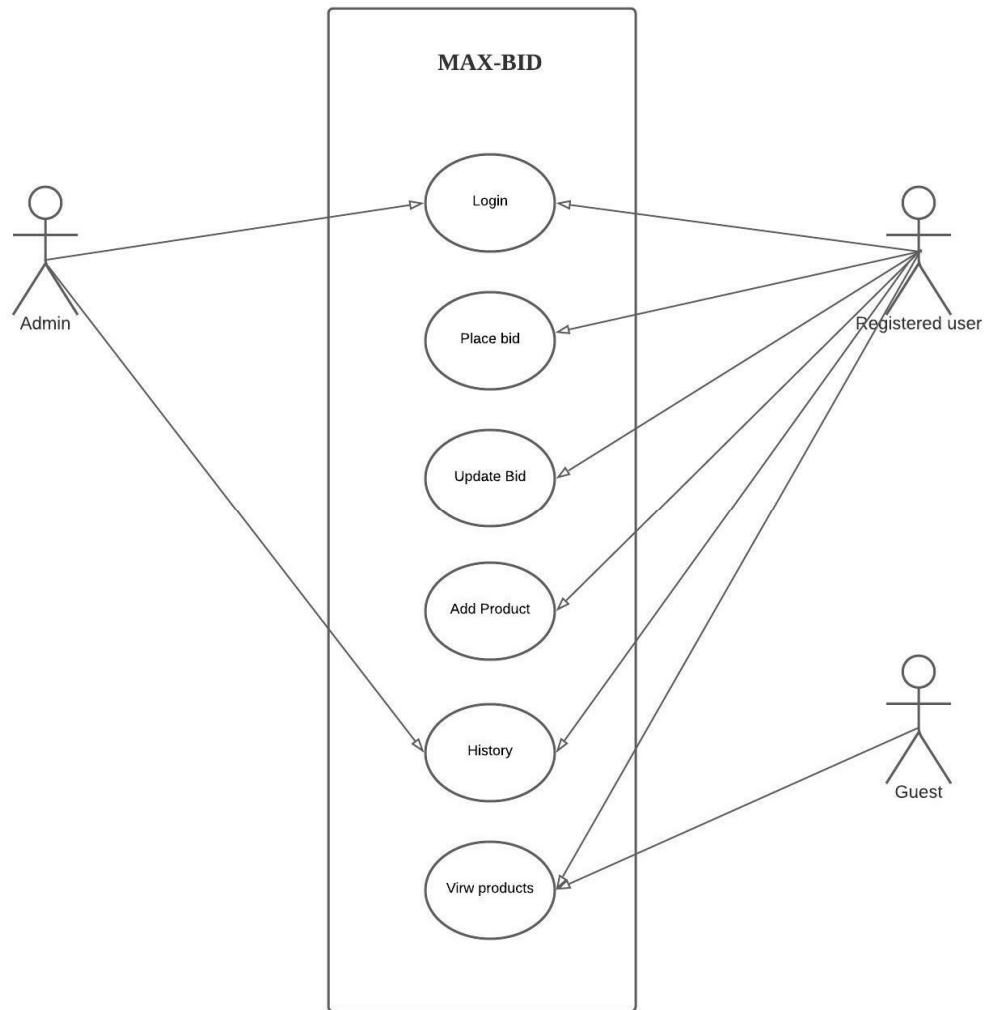 MAX-BID
Login
Admin
Registered user
Place bid
Update Bid
Add Product
History
Guest
Virw products